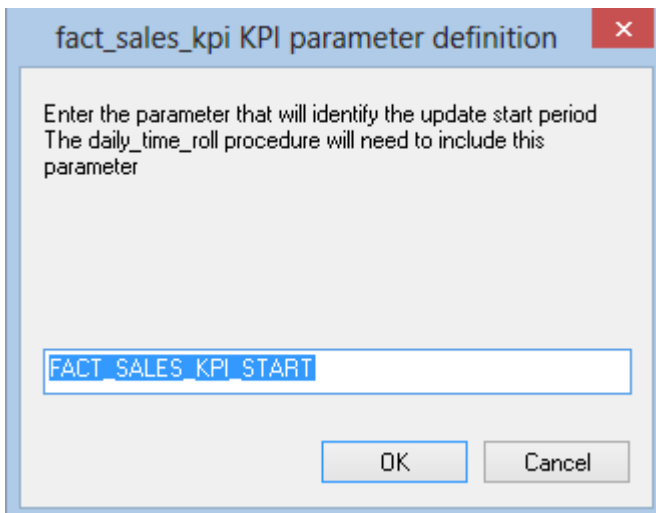 fact_sales_kpi KPI parameter definition
Enter the parameter that will identify the update start period
The daily_time_roll procedure will need to include this
parameter
FACT_SALES_KPI_START
OK Cancel